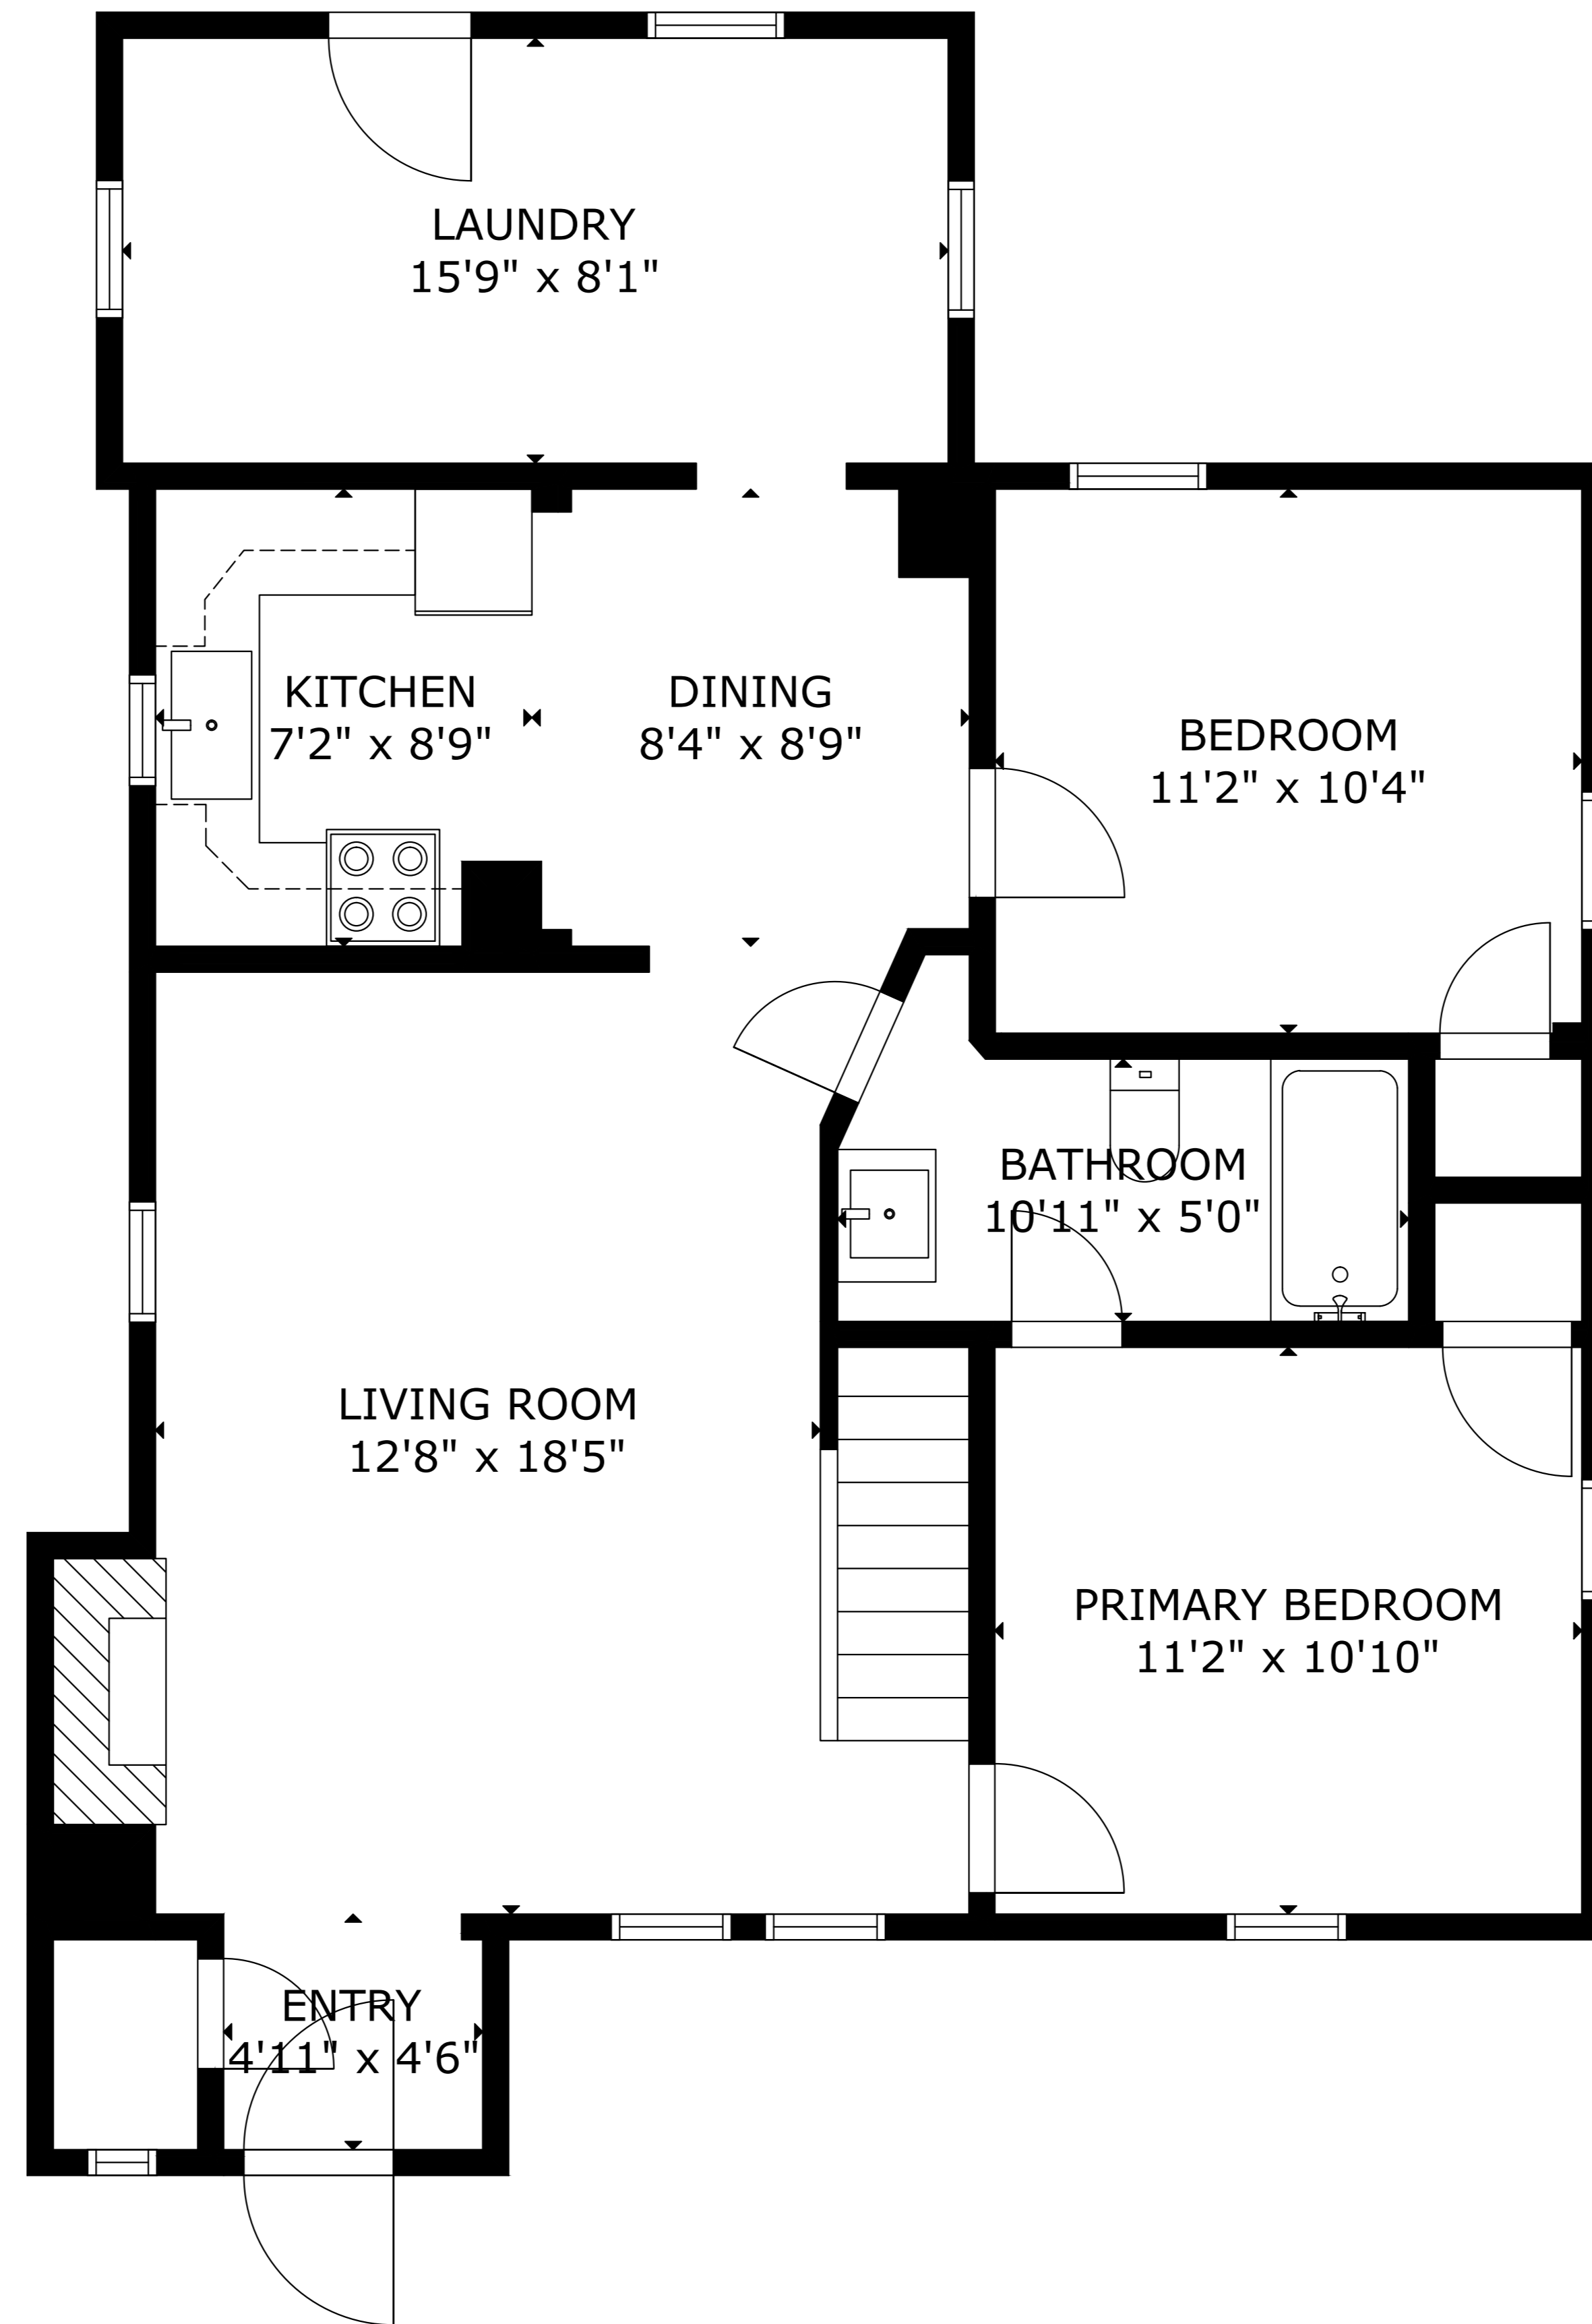 LAUNDRY
15'9" x 8'1"
KITCHEN
7'2" x 8'9"
DINING
8'4" x 8'9"
BEDROOM
11'2" x 10'4"
BATHROOM
10'11" x 5'0"
LIVING ROOM
12'8" x 18'5"
PRIMARY BEDROOM
11'2" x 10'10"
ENTRY
4'11" x 4'6"